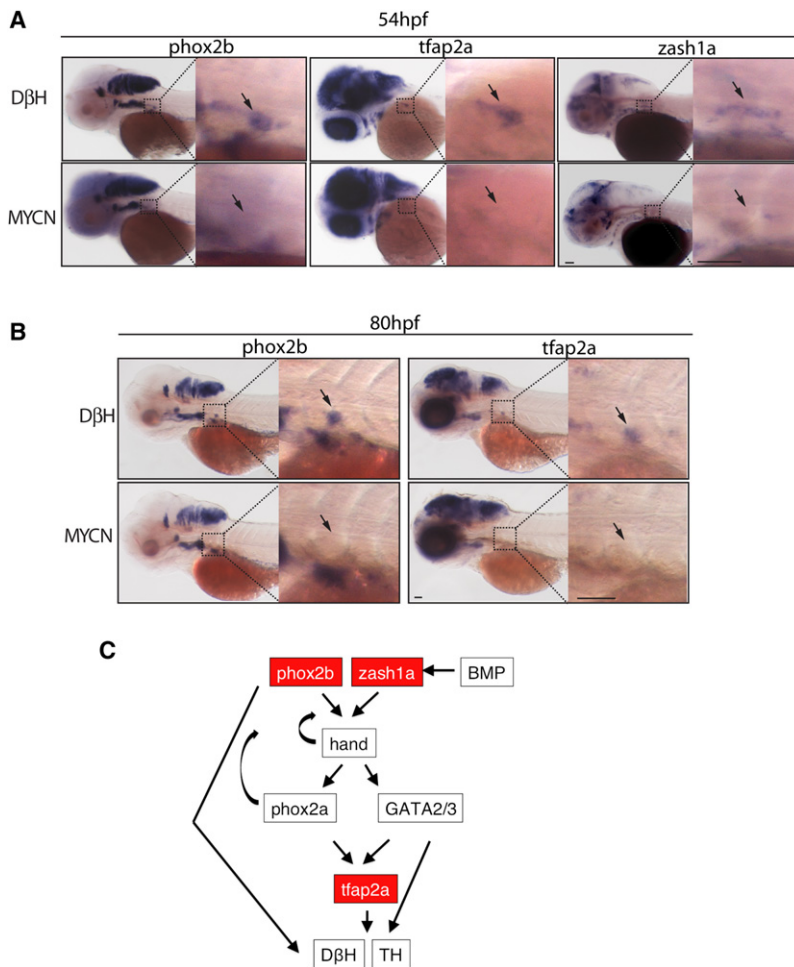 A
54hpf
phox2b tfap2a zash1a
DβH
MYCN
B
80hpf
phox2b tfap2a
DβH
MYCN
C
phox2b zash1a BMP
hand
phox2a GATA2/3
tfap2a
DβH TH